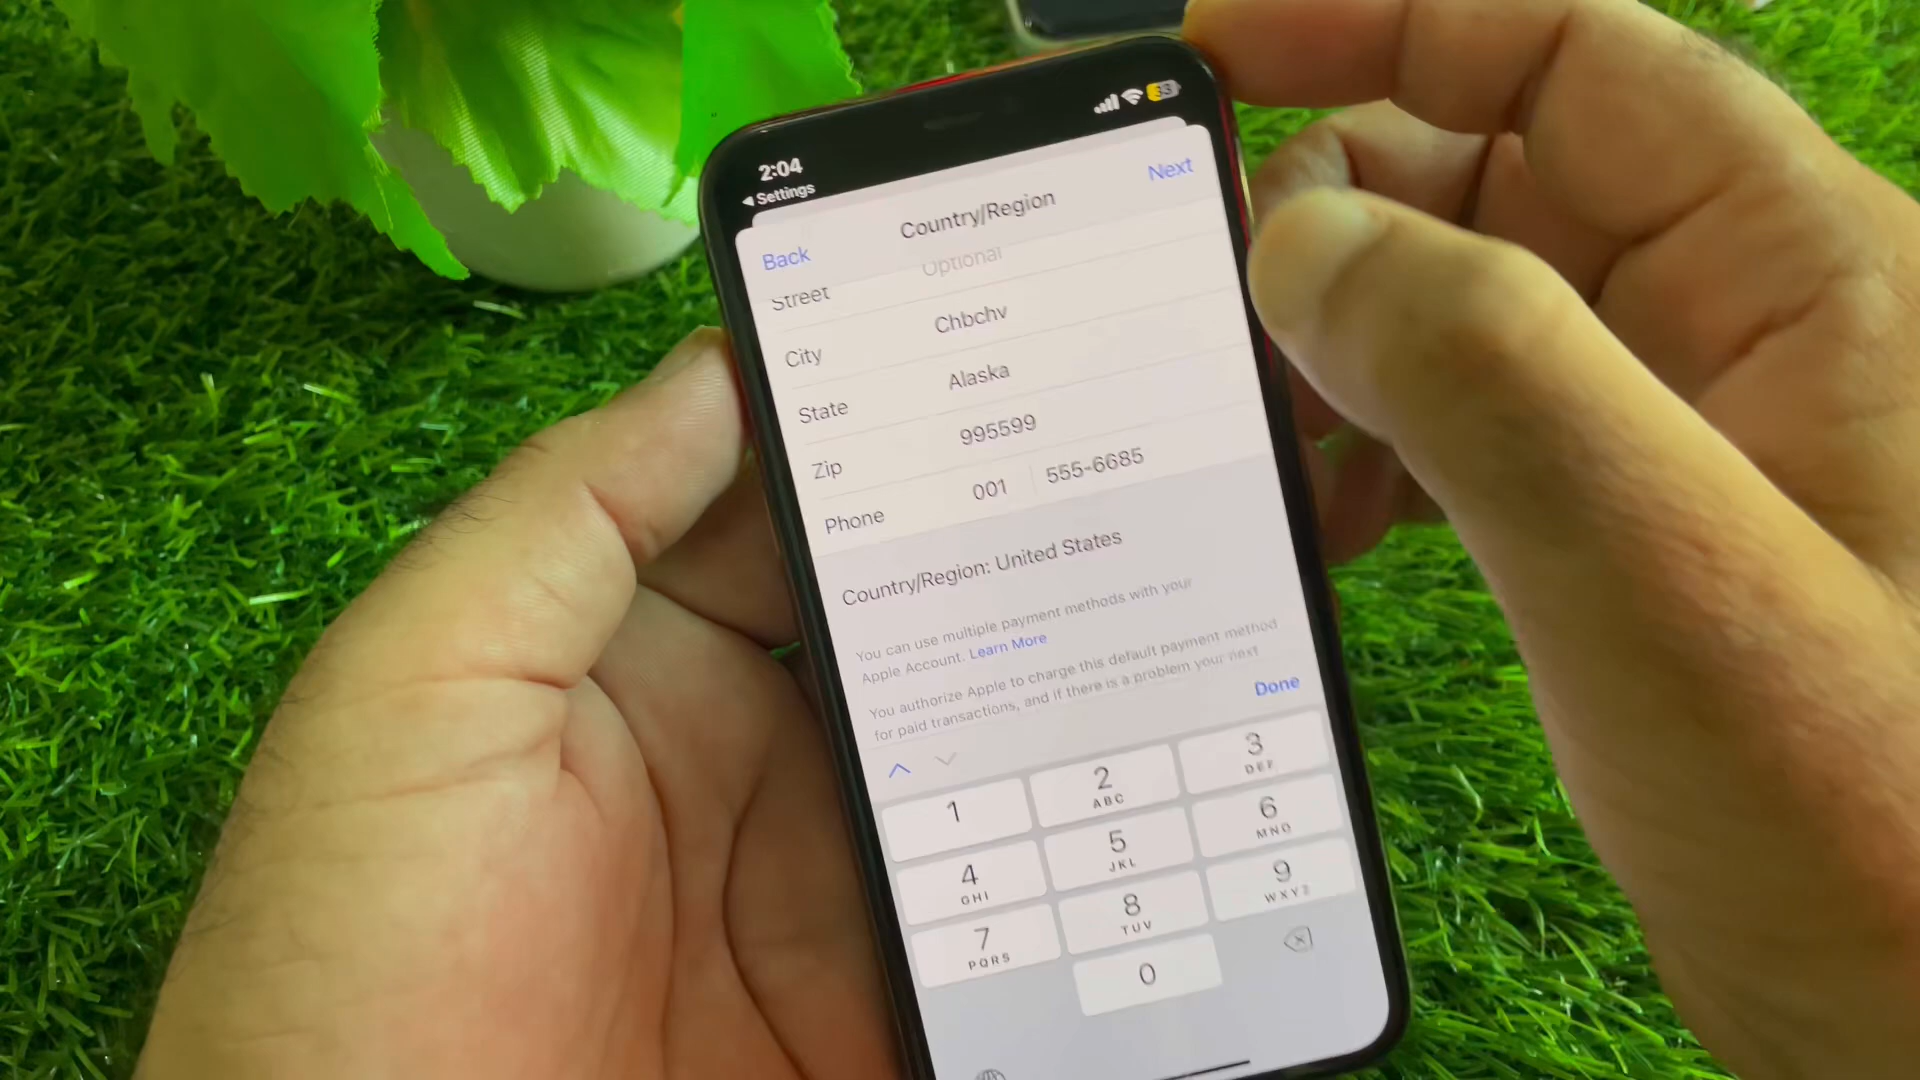 2:04
33
◀ Settings
Back
Country/Region
Next
Street Optional
City Chbchv
State Alaska
Zip 995599
Phone 001 555-6685
Country/Region: United States
You can use multiple payment methods with your
Apple Account. Learn More
You authorize Apple to charge this default payment method
for paid transactions, and if there is a problem your next
Done
1
2 ABC
3 DEF
4 GHI
5 JKL
6 MNO
7 PQRS
8 TUV
9 WXYZ
0